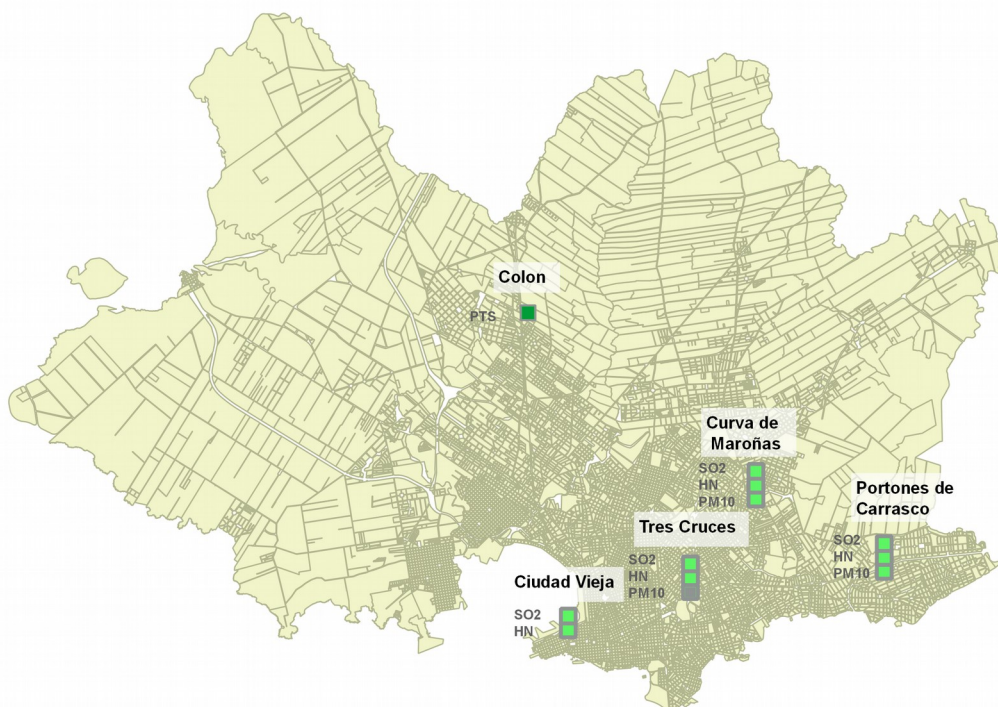 Colon
PTS
Curva de
Maroñas
SO2
HN
PM10
Portones de
Carrasco
SO2
HN
PM10
Tres Cruces
SO2
HN
PM10
Ciudad Vieja
SO2
HN